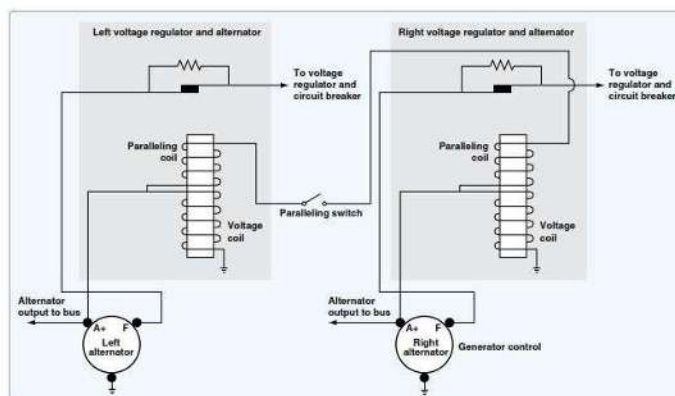 Left voltage regulator and alternator
Right voltage regulator and alternator
To voltage
regulator and
circuit breaker
To voltage
regulator and
circuit breaker
Paralleling
coil
Paralleling
coil
Paralleling switch
Voltage
coil
Voltage
coil
Alternator
output to bus
Alternator
output to bus
A+
F
A+
F
Left
alternator
Right
alternator
Generator control